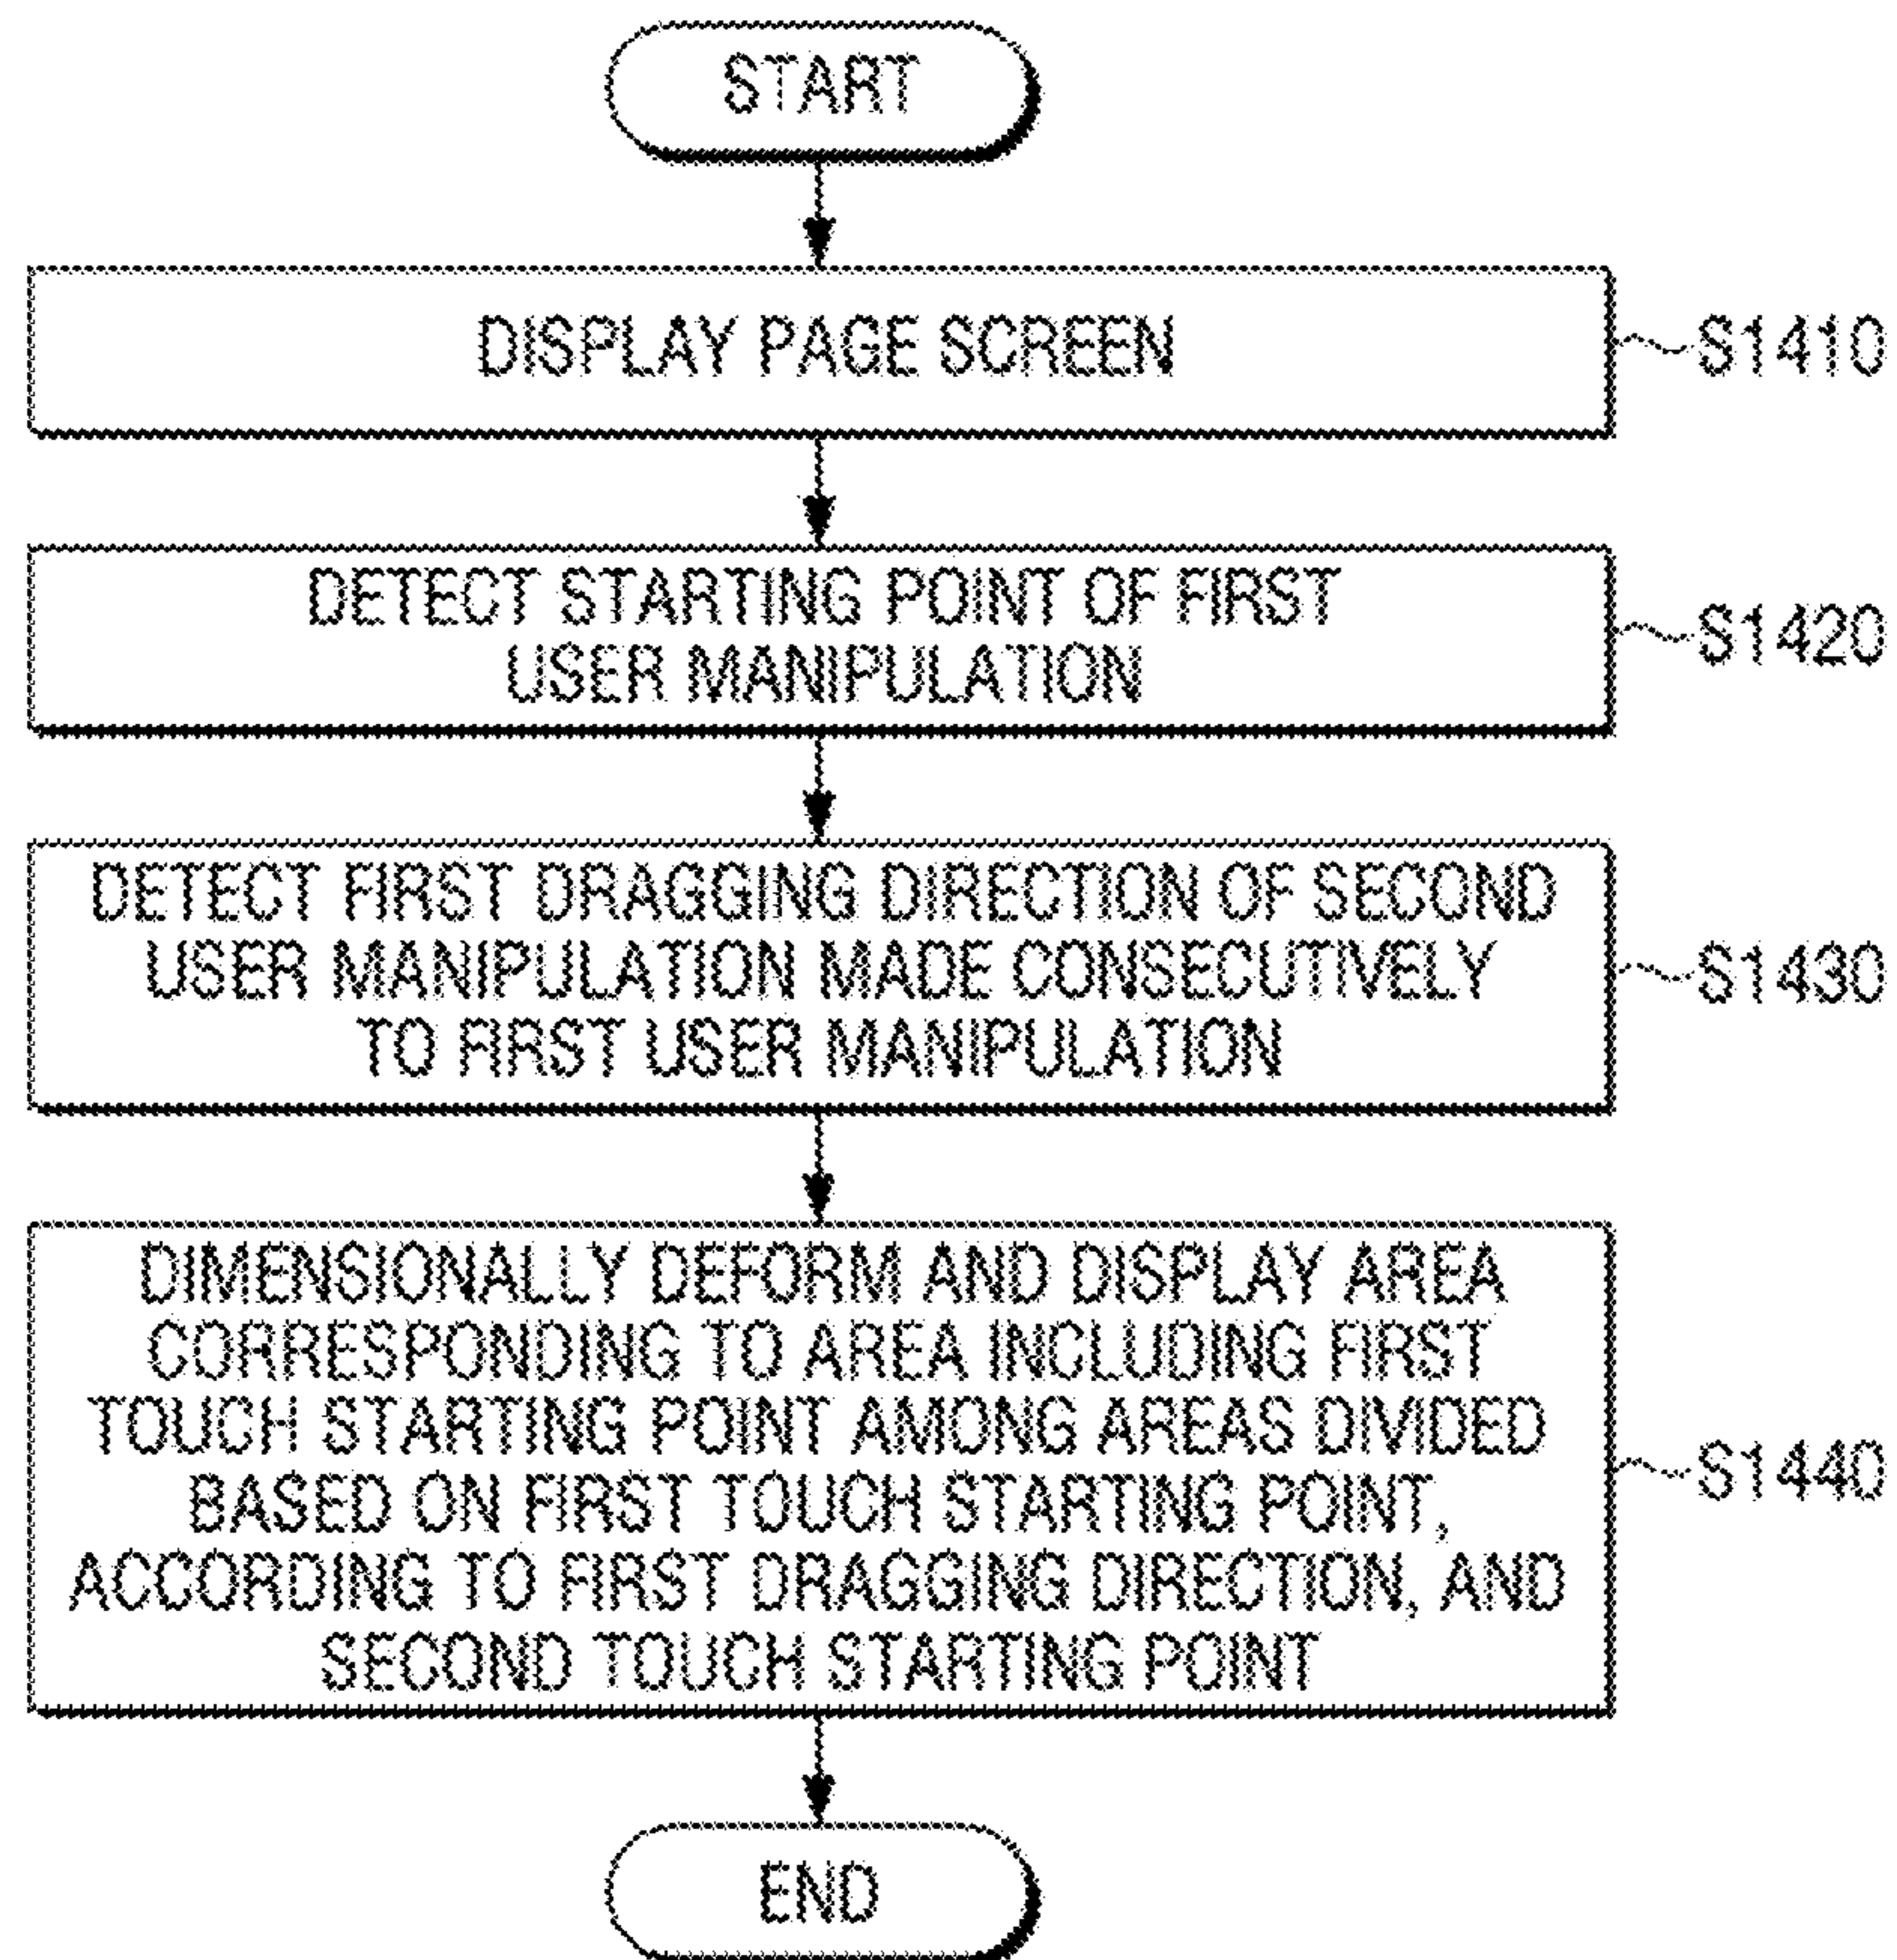 START
DISPLAY PAGE SCREEN
S1410
DETECT STARTING POINT OF FIRST
USER MANIPULATION
S1420
DETECT FIRST DRAGGING DIRECTION OF SECOND
USER MANIPULATION MADE CONSECUTIVELY
TO FIRST USER MANIPULATION
S1430
DIMENSIONALLY DEFORM AND DISPLAY AREA
CORRESPONDING TO AREA INCLUDING FIRST
TOUCH STARTING POINT AMONG AREAS DIVIDED
BASED ON FIRST TOUCH STARTING POINT,
ACCORDING TO FIRST DRAGGING DIRECTION, AND
SECOND TOUCH STARTING POINT
S1440
END